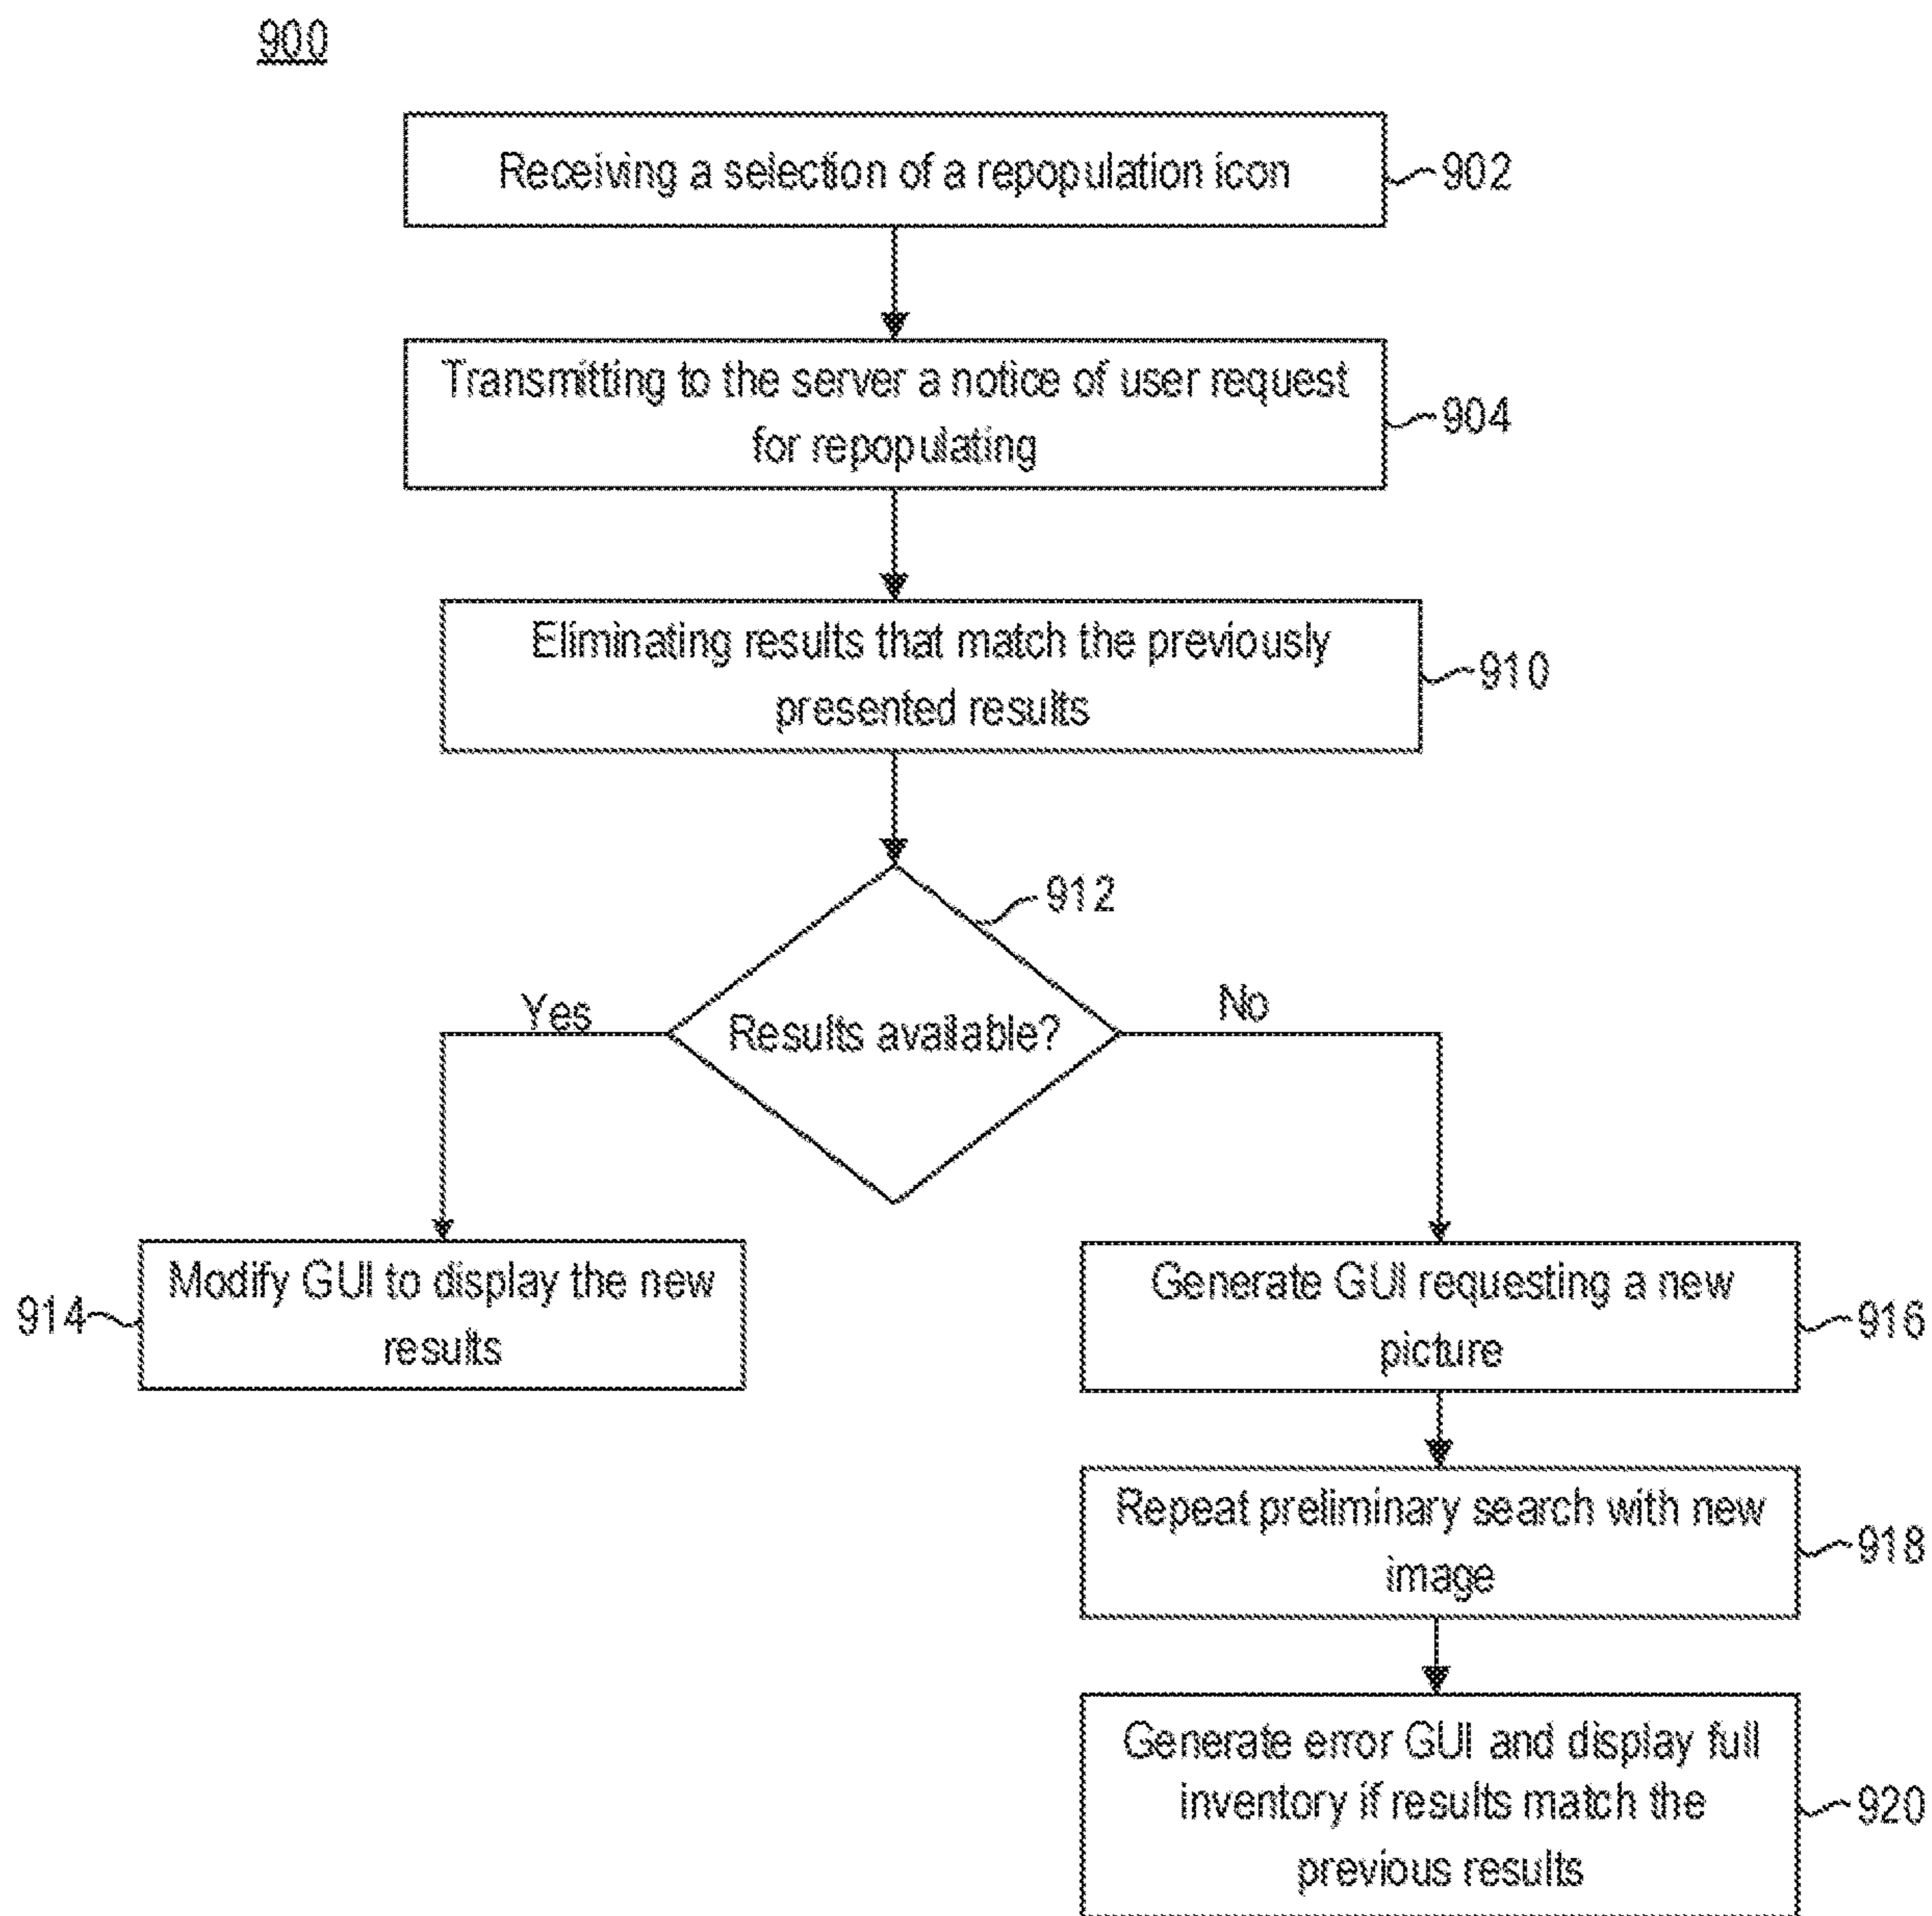 900
Receiving a selection of a repopulation icon
902
Transmitting to the server a notice of user request
for repopulating
904
Eliminating results that match the previously
presented results
910
912
Results available?
Yes
No
Modify GUI to display the new
results
914
Generate GUI requesting a new
picture
916
Repeat preliminary search with new
image
918
Generate error GUI and display full
inventory if results match the
previous results
920